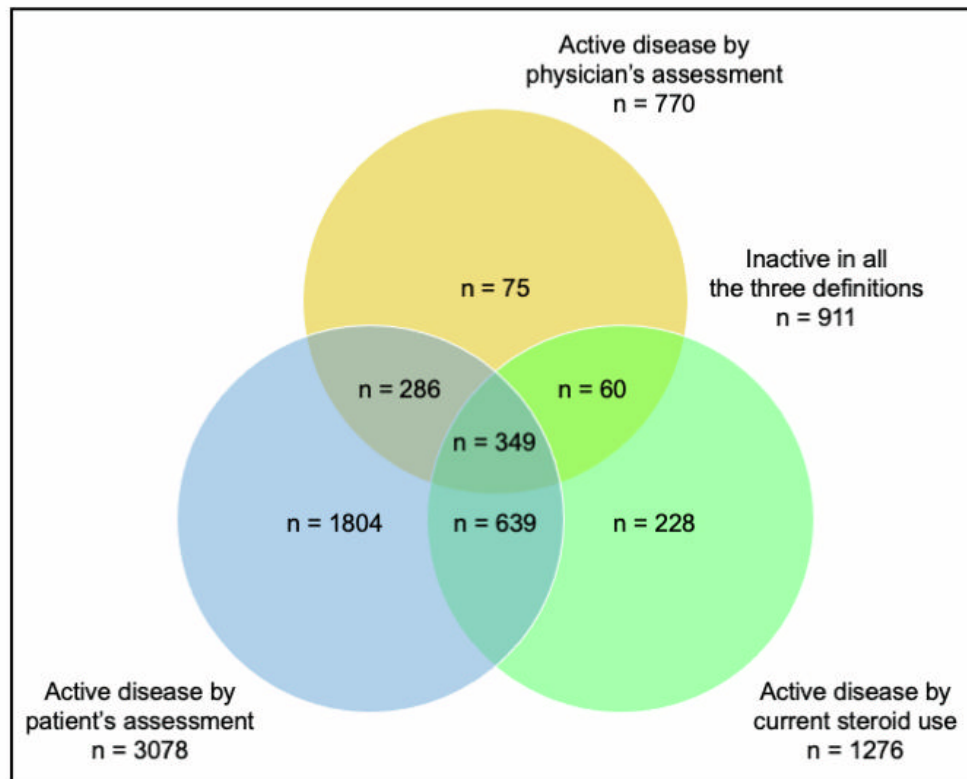 Active disease by
physician’s assessment
n = 770
Inactive in all
the three definitions
n = 911
n = 75
n = 286
n = 60
n = 349
n = 1804
n = 639
n = 228
Active disease by
patient’s assessment
n = 3078
Active disease by
current steroid use
n = 1276